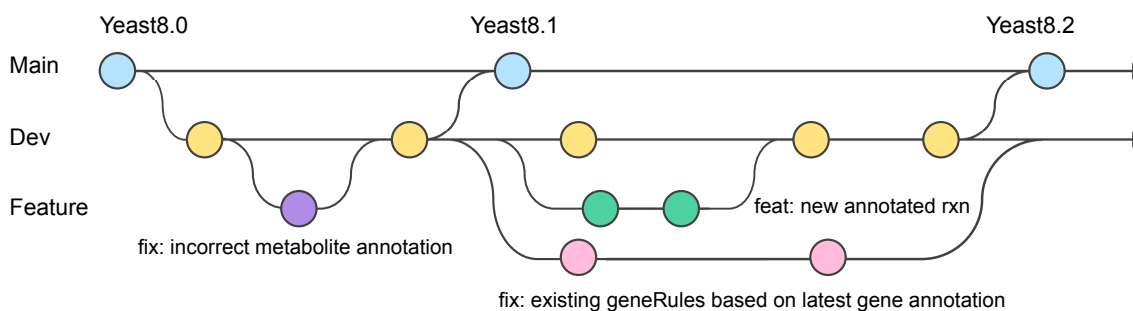 Yeast8.0
Yeast8.1
Yeast8.2
Main
Dev
Feature
feat: new annotated rxn
fix: incorrect metabolite annotation
fix: existing geneRules based on latest gene annotation